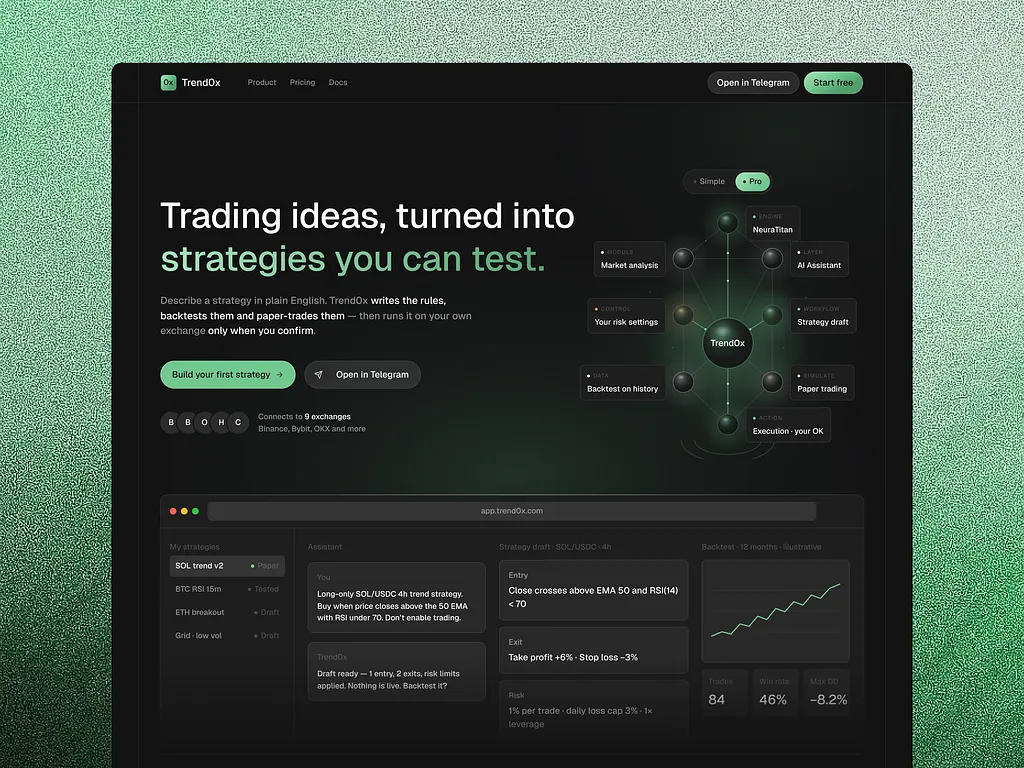 0x TrendOx
Product Pricing Docs
Open in Telegram
Start free
Trading ideas, turned into
strategies you can test.
Describe a strategy in plain English. TrendOx writes the rules,
backtests them and paper-trades them — then runs it on your own
exchange only when you confirm.
Build your first strategy →
Open in Telegram
B B O H C
Connects to 9 exchanges
Binance, Bybit, OKX and more
Simple
Pro
ENGINE
NeuraTitan
MODULE
Market analysis
LAYER
AI Assistant
CONTROL
Your risk settings
WORKFLOW
Strategy draft
TrendOx
DATA
Backtest on history
SIMULATE
Paper trading
ACTION
Execution · your OK
app.trend0x.com
My strategies
SOL trend v2 Paper
BTC RSI 15m Tested
ETH breakout Draft
Grid · low vol Draft
Assistant
You
Long-only SOL/USDC 4h trend strategy.
Buy when price closes above the 50 EMA
with RSI under 70. Don't enable trading.
TrendOx
Draft ready — 1 entry, 2 exits, risk limits
applied. Nothing is live. Backtest it?
Strategy draft · SOL/USDC · 4h
Entry
Close crosses above EMA 50 and RSI(14)
< 70
Exit
Take profit +6% · Stop loss −3%
Risk
1% per trade · daily loss cap 3% · 1×
leverage
Backtest · 12 months · illustrative
Trades
84
Win rate
46%
Max DD
−8.2%